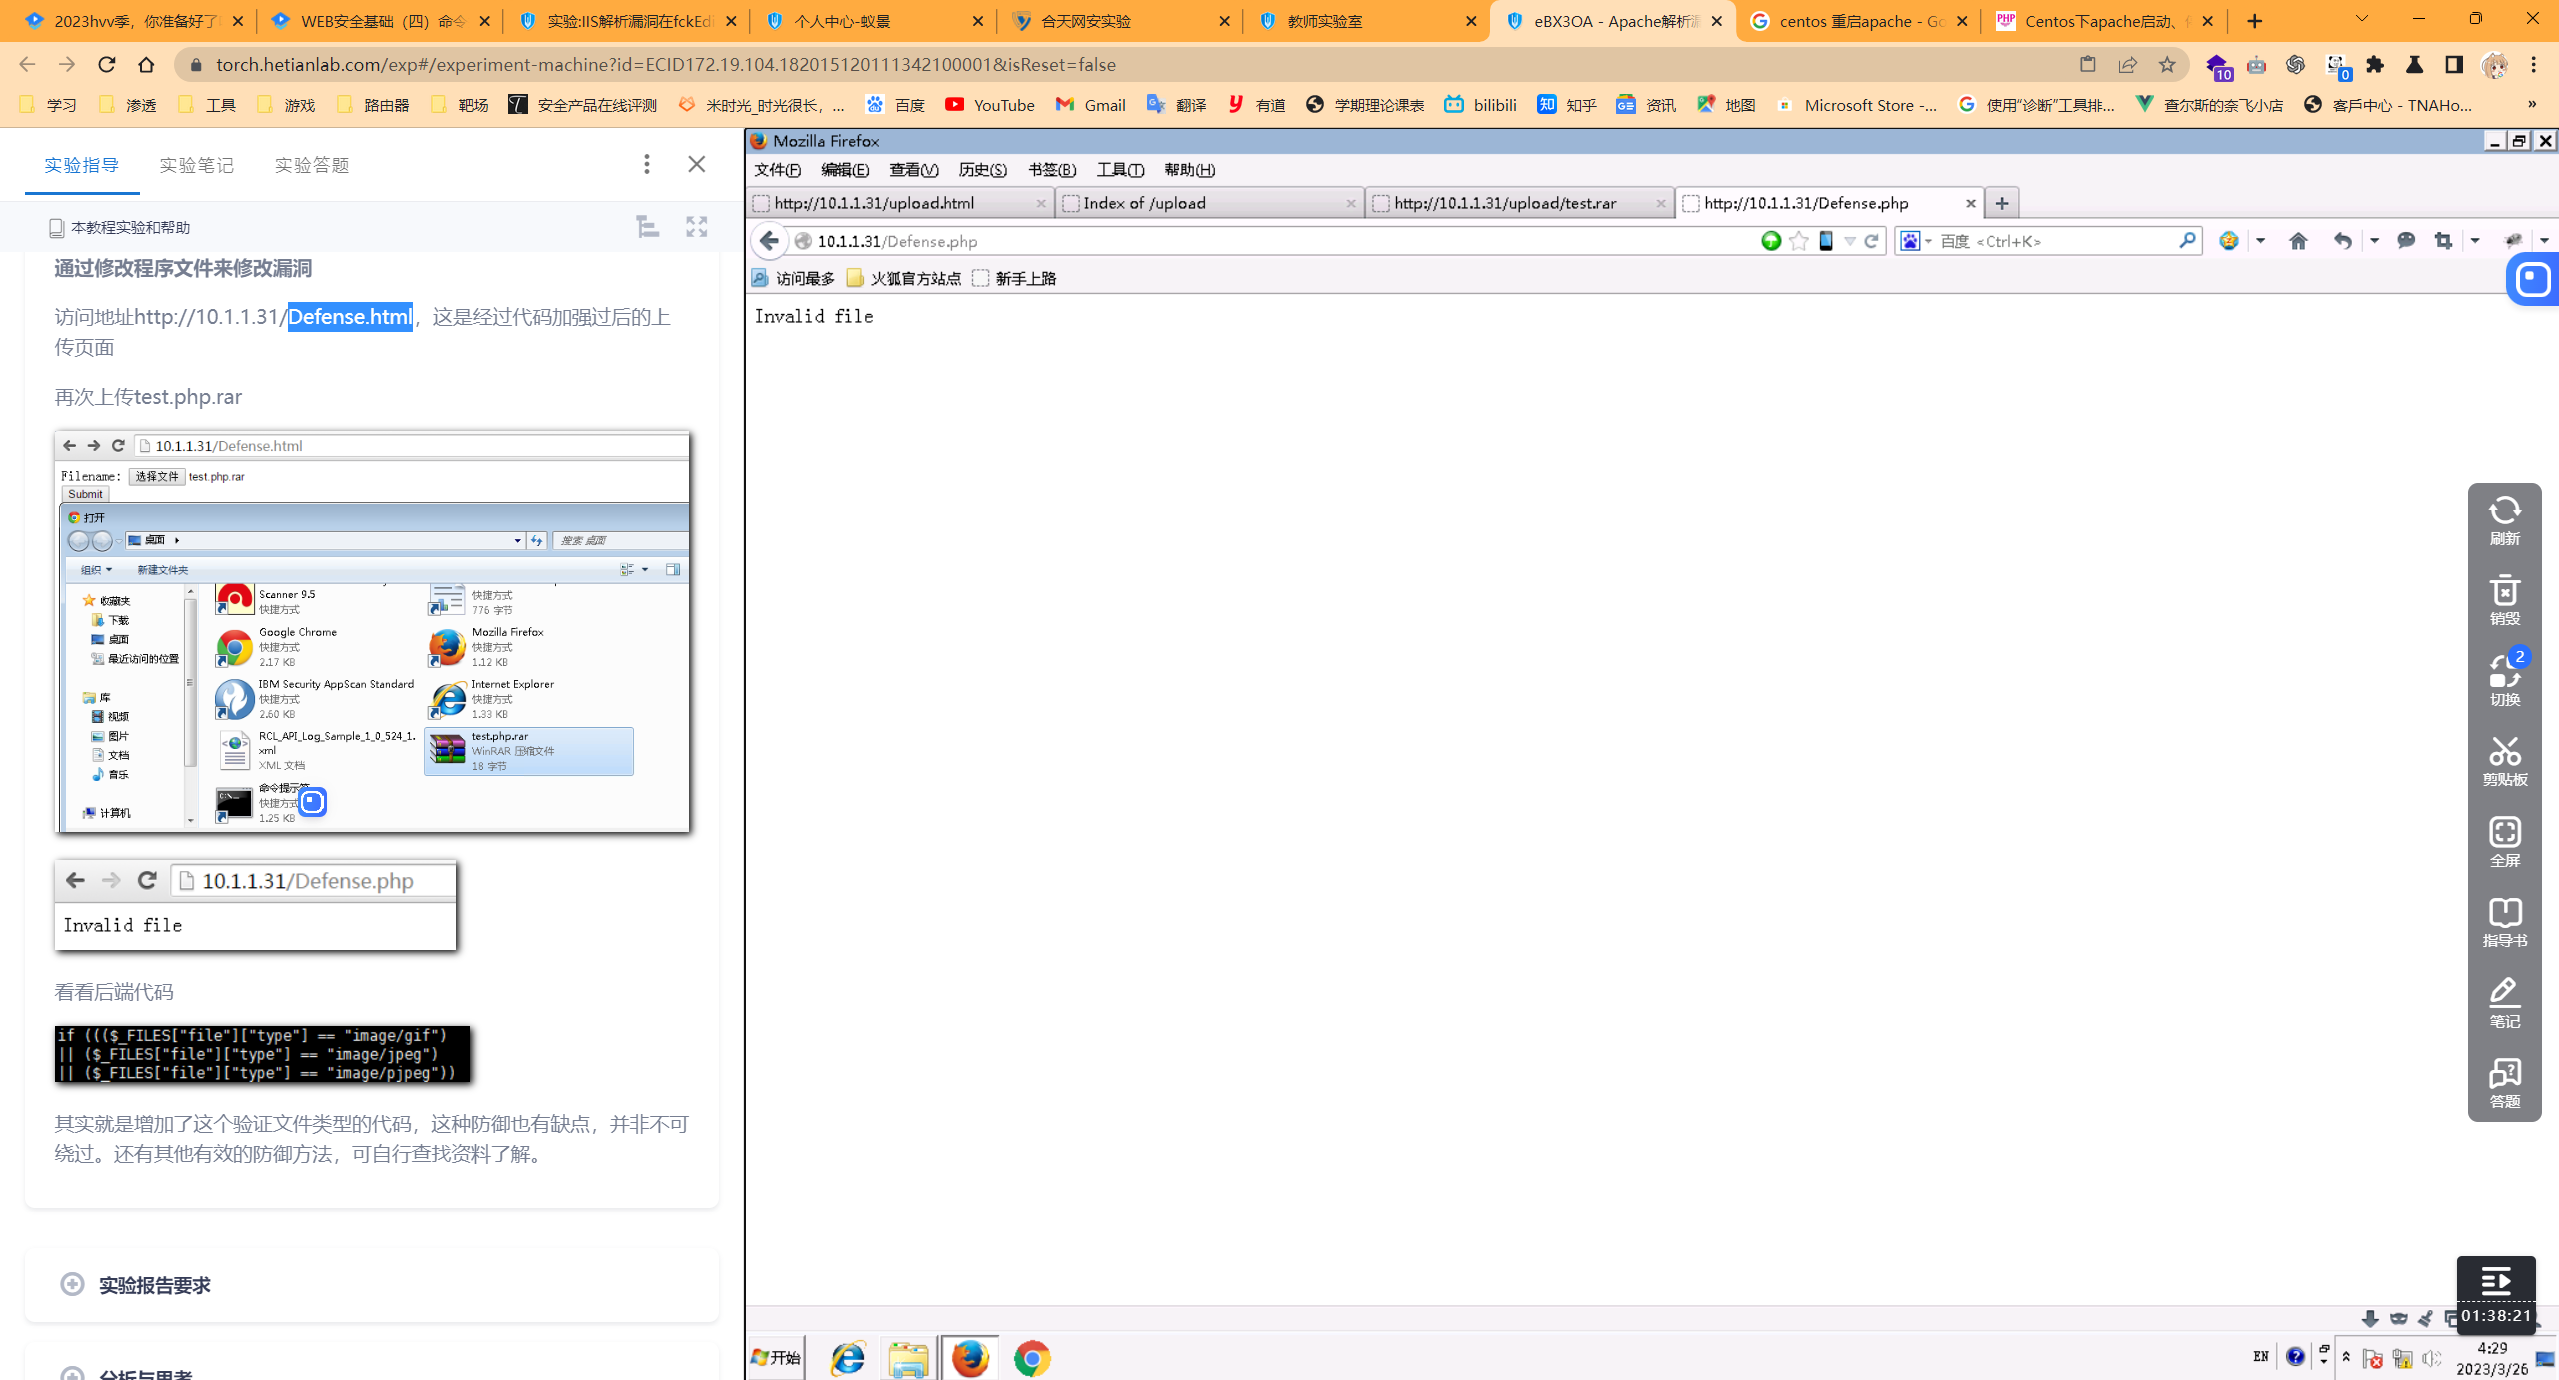 2023hvv季，你准备好了
WEB安全基础（四）命令
实验:IIS解析漏洞在fckEdi
个人中心-蚁景
合天网安实验
教师实验室
eBX3OA - Apache解析漏
centos 重启apache - Go
Centos下apache启动、
torch.hetianlab.com/exp#/experiment-machine?id=ECID172.19.104.182015120111342100001&isReset=false
10
0
学习
渗透
工具
游戏
路由器
靶场
安全产品在线评测
米时光_时光很长，...
百度
YouTube
Gmail
翻译
有道
学期理论课表
bilibili
知乎
资讯
地图
Microsoft Store -...
使用“诊断”工具排...
查尔斯的奈飞小店
客戶中心 - TNAHo...
»
实验指导
实验笔记
实验答题
本教程实验和帮助
通过修改程序文件来修改漏洞
访问地址http://10.1.1.31/Defense.html，这是经过代码加强过后的上
传页面
再次上传test.php.rar
10.1.1.31/Defense.html
Filename: 选择文件 test.php.rar
Submit
打开
桌面
搜索 桌面
组织
新建文件夹
收藏夹
下载
桌面
最近访问的位置
库
视频
图片
文档
音乐
计算机
Scanner 9.5
快捷方式
快捷方式
776 字节
Google Chrome
快捷方式
2.17 KB
Mozilla Firefox
快捷方式
1.12 KB
IBM Security AppScan Standard
快捷方式
2.60 KB
Internet Explorer
快捷方式
1.33 KB
RCL_API_Log_Sample_1_0_524_1.
xml
XML 文档
test.php.rar
WinRAR 压缩文件
18 字节
命令提示符
快捷方式
1.25 KB
10.1.1.31/Defense.php
Invalid file
看看后端代码
if ((($_FILES["file"]["type"] == "image/gif")
|| ($_FILES["file"]["type"] == "image/jpeg")
|| ($_FILES["file"]["type"] == "image/pjpeg"))
其实就是增加了这个验证文件类型的代码，这种防御也有缺点，并非不可
绕过。还有其他有效的防御方法，可自行查找资料了解。
实验报告要求
分析与思考
Mozilla Firefox
文件(F) 编辑(E) 查看(V) 历史(S) 书签(B) 工具(T) 帮助(H)
http://10.1.1.31/upload.html
Index of /upload
http://10.1.1.31/upload/test.rar
http://10.1.1.31/Defense.php
10.1.1.31/Defense.php
百度 <Ctrl+K>
访问最多
火狐官方站点
新手上路
Invalid file
刷新
销毁
2
切换
剪贴板
全屏
指导书
笔记
答题
01:38:21
开始
EN
4:29
2023/3/26